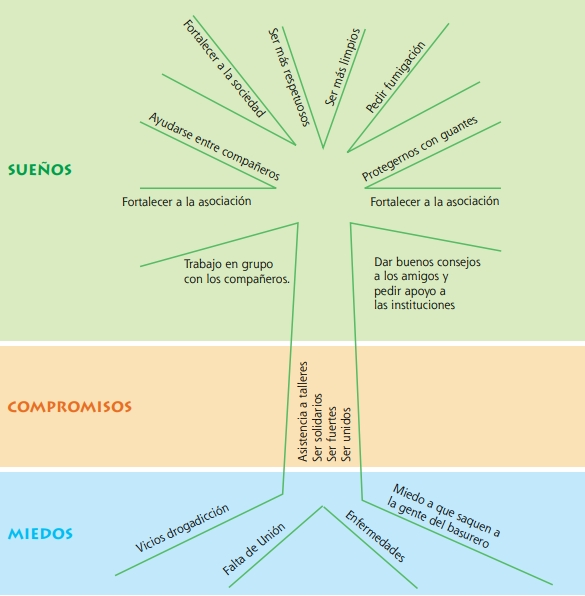 Fortalecer a la sociedad
Ser más respetuosos
Ser más limpios
Pedir fumigación
Ayudarse entre compañeros
Protegernos con guantes
SUEÑOS
Fortalecer a la asociación
Fortalecer a la asociación
Trabajo en grupo
con los compañeros.
Dar buenos consejos
a los amigos y
pedir apoyo a
las instituciones
COMPROMISOS
Asistencia a talleres
Ser solidarios
Ser fuertes
Ser unidos
MIEDOS
Vicios drogadicción
Falta de Unión
Enfermedades
Miedo a que saquen a
la gente del basurero